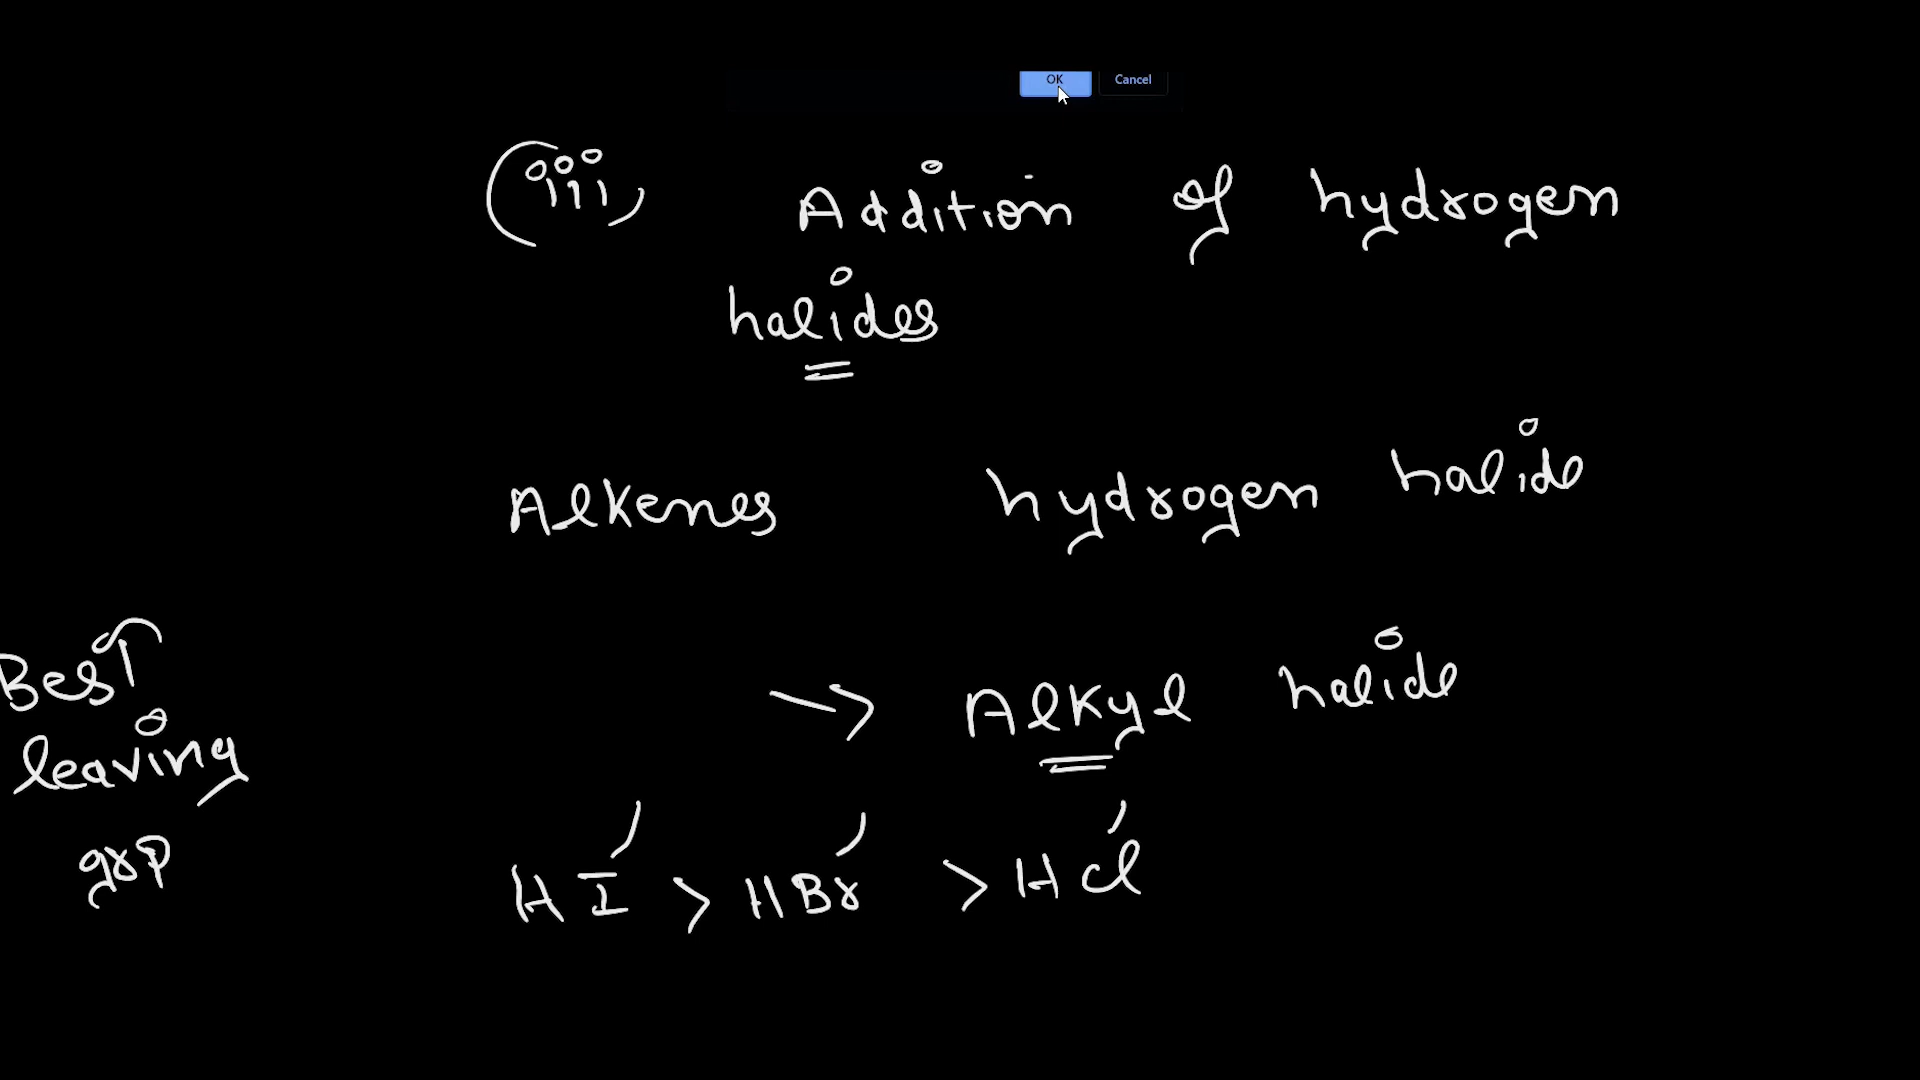 OK Cancel
(iii) Addition of hydrogen
halides
Alkenes hydrogen halide
→ Alkyl halide
Best
leaving
grp
HI > HBr > HCl